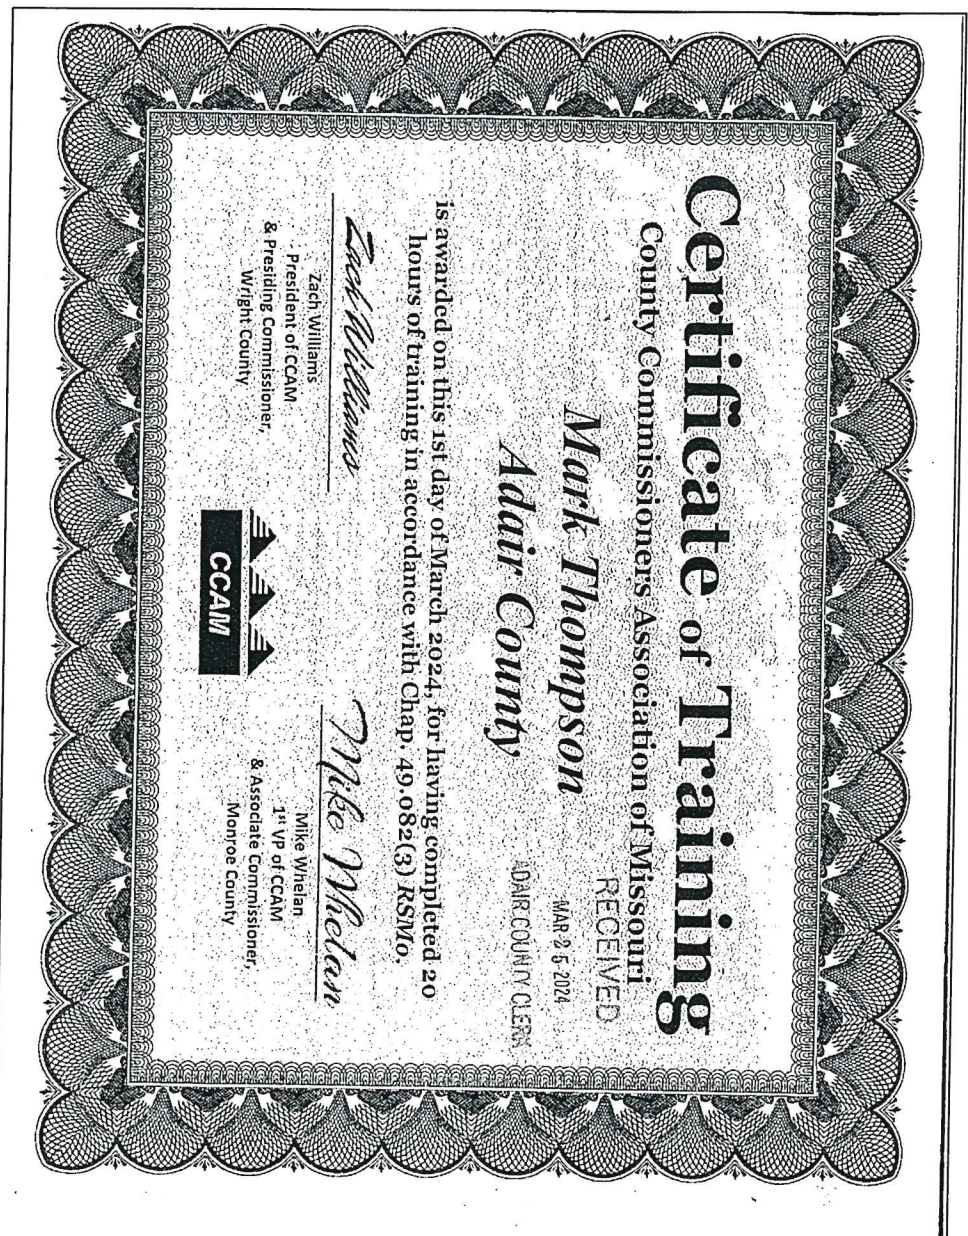 Certificate of Training
County Commissioners Association of Missouri
RECEIVED
Mark Thompson
MAR 25 2024
Adair County
ADAIR COUNTY CLERK
is awarded on this 1st day of March 2024, for having completed 20
hours of training in accordance with Chap. 49.082(3) RSMo.
Zach Williams
Zach Williams
President of CCAM
& Presiding Commissioner,
Wright County
CCAM
Mike Whelan
Mike Whelan
1st VP of CCAM
& Associate Commissioner,
Monroe County